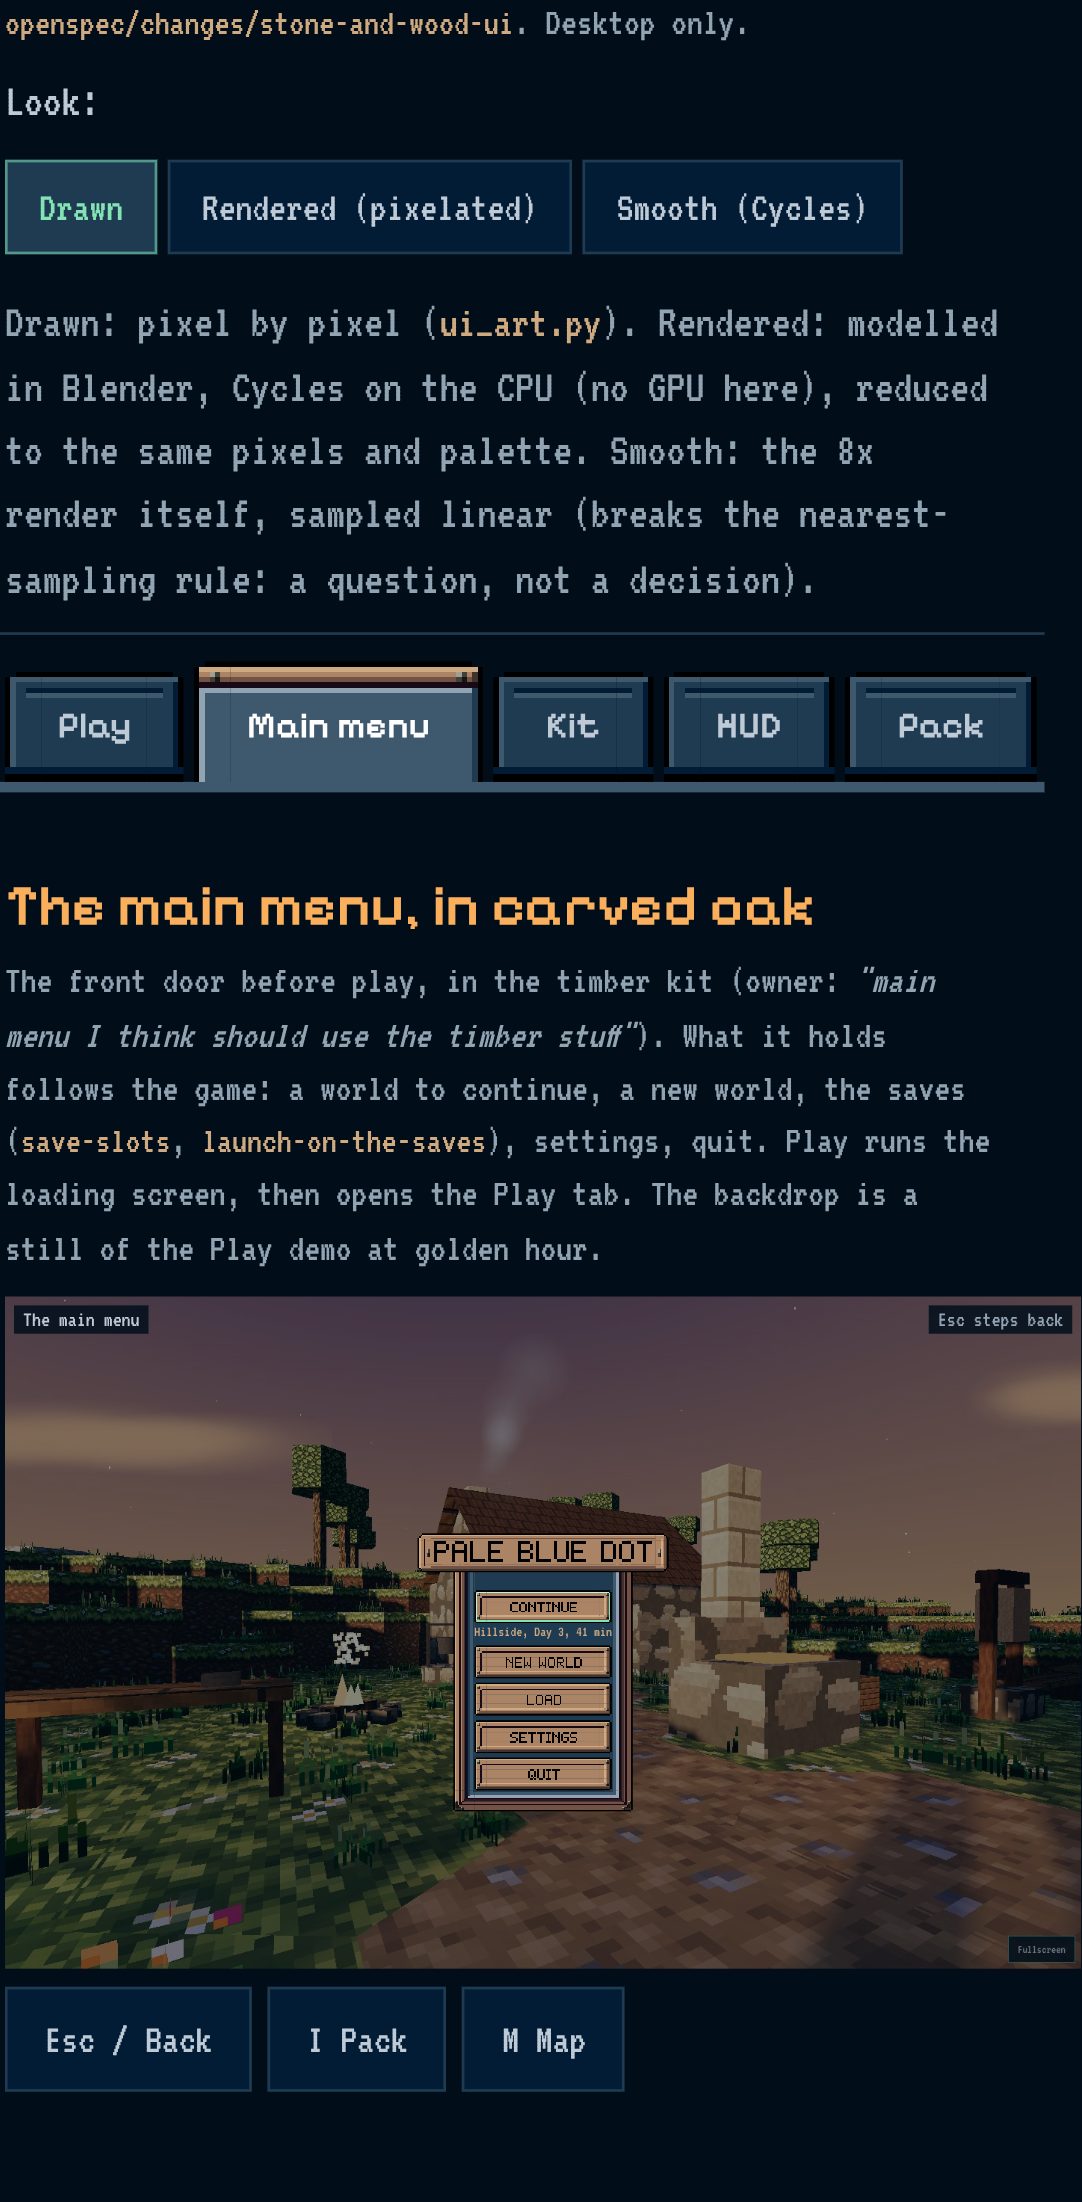 openspec/changes/stone-and-wood-ui. Desktop only.
Look:
Drawn
Rendered (pixelated)
Smooth (Cycles)
Drawn: pixel by pixel (ui_art.py). Rendered: modelled
in Blender, Cycles on the CPU (no GPU here), reduced
to the same pixels and palette. Smooth: the 8x
render itself, sampled linear (breaks the nearest-
sampling rule: a question, not a decision).
Play
Main menu
Kit
HUD
Pack
The main menu, in carved oak
The front door before play, in the timber kit (owner: "main
menu I think should use the timber stuff"). What it holds
follows the game: a world to continue, a new world, the saves
(save-slots, launch-on-the-saves), settings, quit. Play runs the
loading screen, then opens the Play tab. The backdrop is a
still of the Play demo at golden hour.
The main menu
Esc steps back
PALE BLUE DOT
CONTINUE
Hillside, Day 3, 41 min
NEW WORLD
LOAD
SETTINGS
QUIT
Fullscreen
Esc / Back
I Pack
M Map